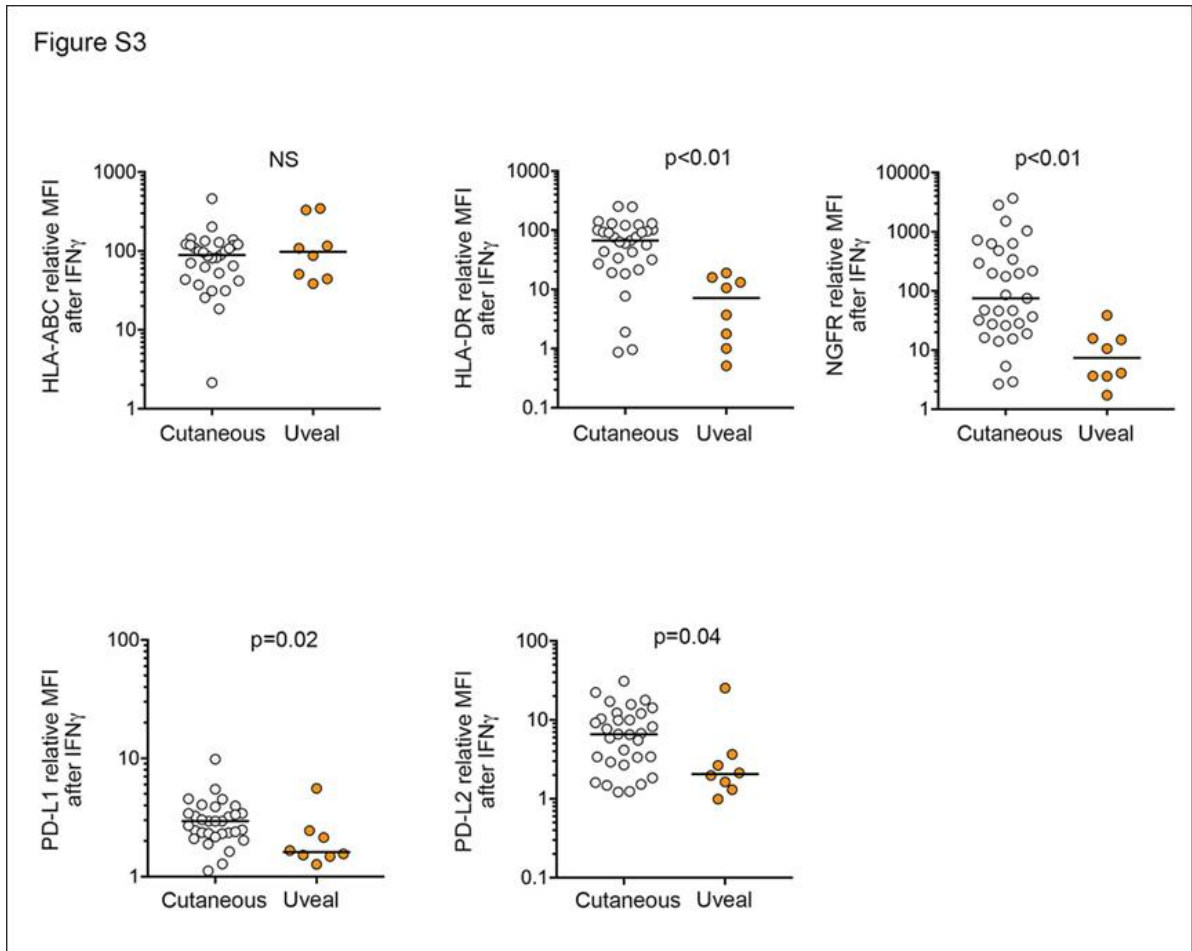 Figure S3
NS
HLA-ABC relative MFI
after IFNγ
1000
100
10
1
Cutaneous Uveal
p<0.01
HLA-DR relative MFI
after IFNγ
1000
100
10
1
0.1
Cutaneous Uveal
p<0.01
NGFR relative MFI
after IFNγ
10000
1000
100
10
1
Cutaneous Uveal
p=0.02
PD-L1 relative MFI
after IFNγ
100
10
1
Cutaneous Uveal
p=0.04
PD-L2 relative MFI
after IFNγ
100
10
1
0.1
Cutaneous Uveal